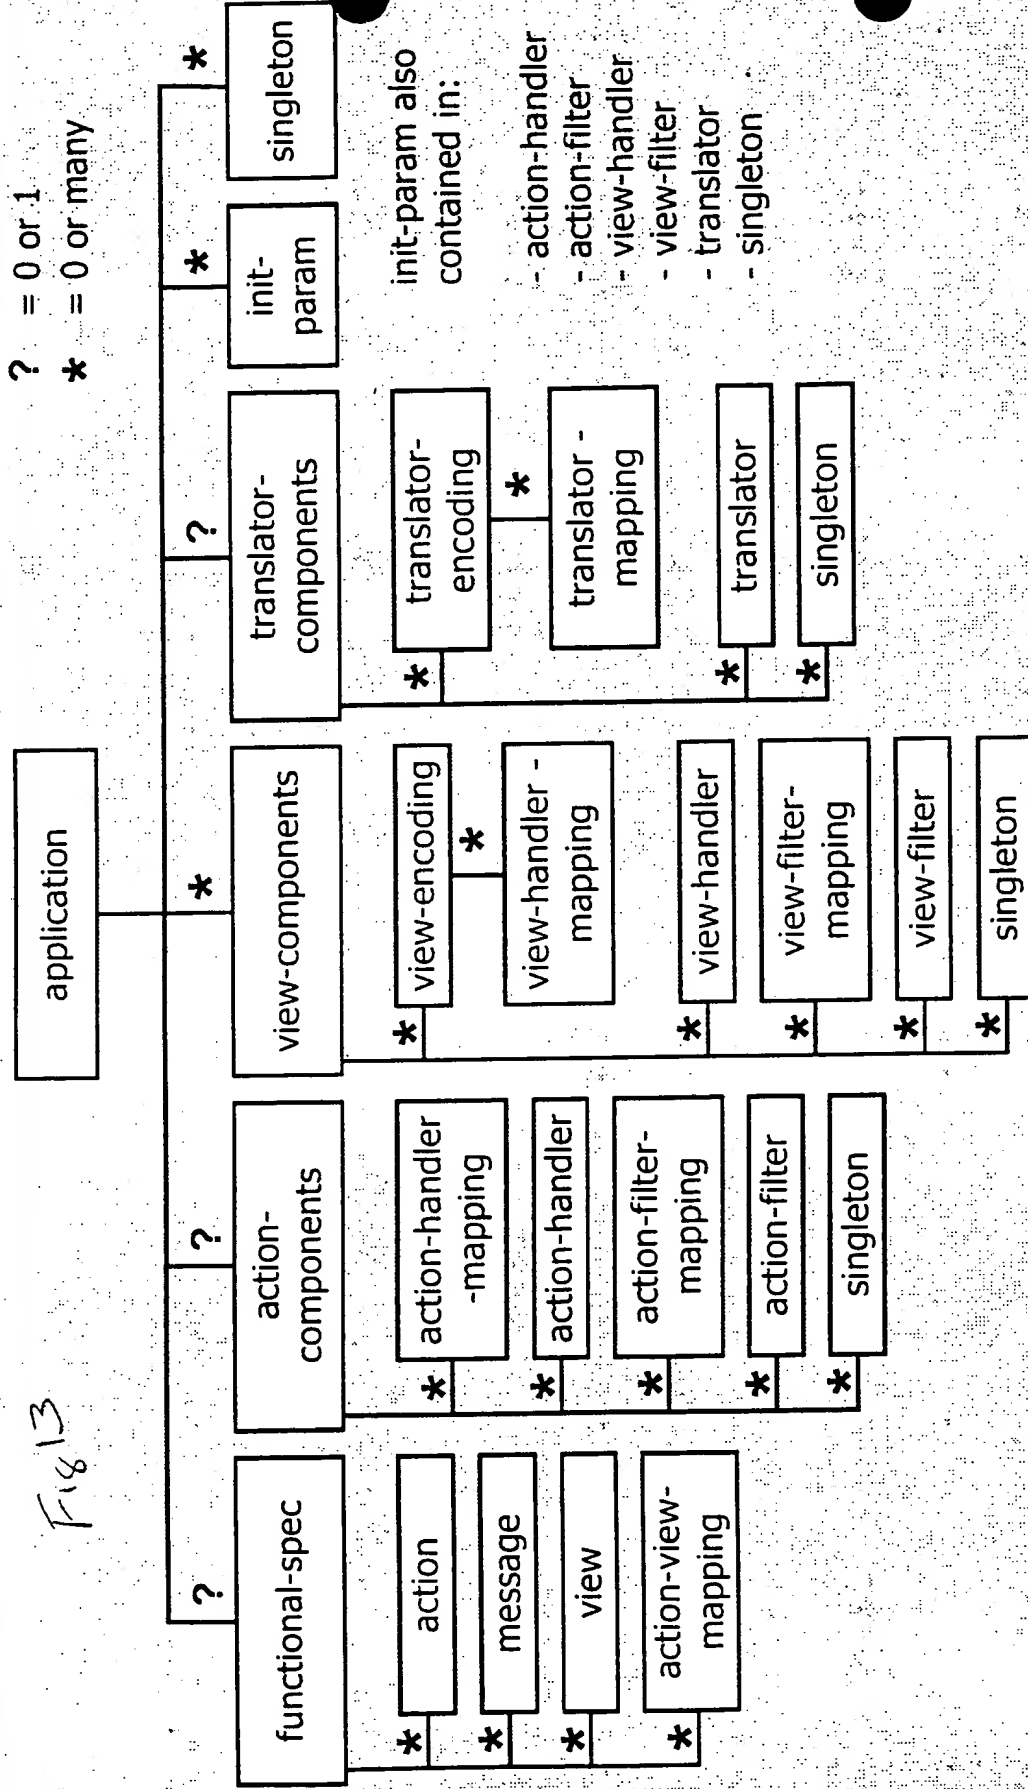 Fig 13
? = 0 or 1
* = 0 or many
application
?
?
*
?
*
*
functional-spec
action-
components
view-components
translator-
components
init-
param
singleton
* action
* message
* view
* action-view-
mapping
* action-handler
-mapping
* action-handler
* action-filter-
mapping
* action-filter
* singleton
* view-encoding
*
view-handler -
mapping
* view-handler
* view-filter-
mapping
* view-filter
* singleton
* translator-
encoding
*
translator -
mapping
* translator
* singleton
init-param also
contained in:
- action-handler
- action-filter
- view-handler
- view-filter
- translator
- singleton